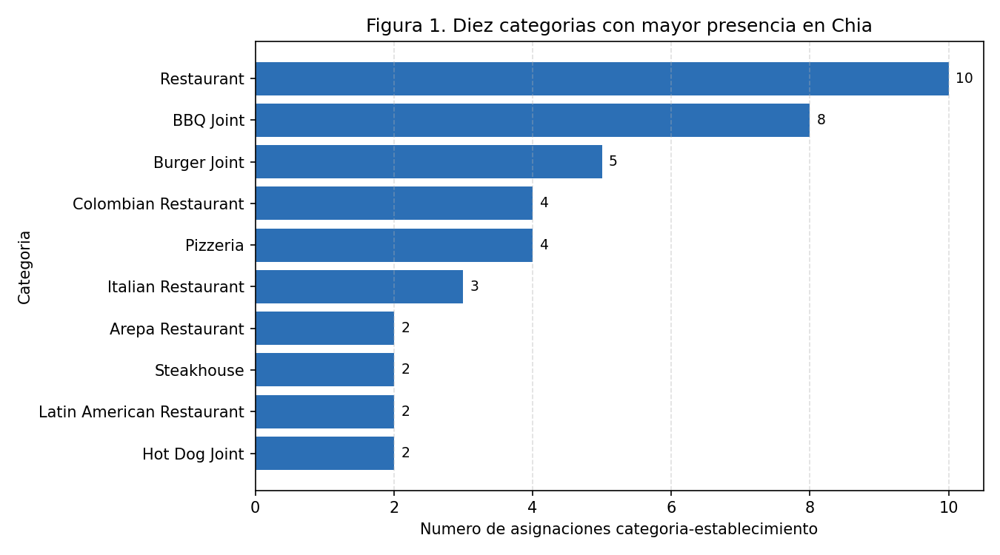 Figura 1. Diez categorias con mayor presencia en Chia
Restaurant 10
BBQ Joint 8
Burger Joint 5
Colombian Restaurant 4
Pizzeria 4
Italian Restaurant 3
Arepa Restaurant 2
Steakhouse 2
Latin American Restaurant 2
Hot Dog Joint 2
Categoria
0 2 4 6 8 10
Numero de asignaciones categoria-establecimiento